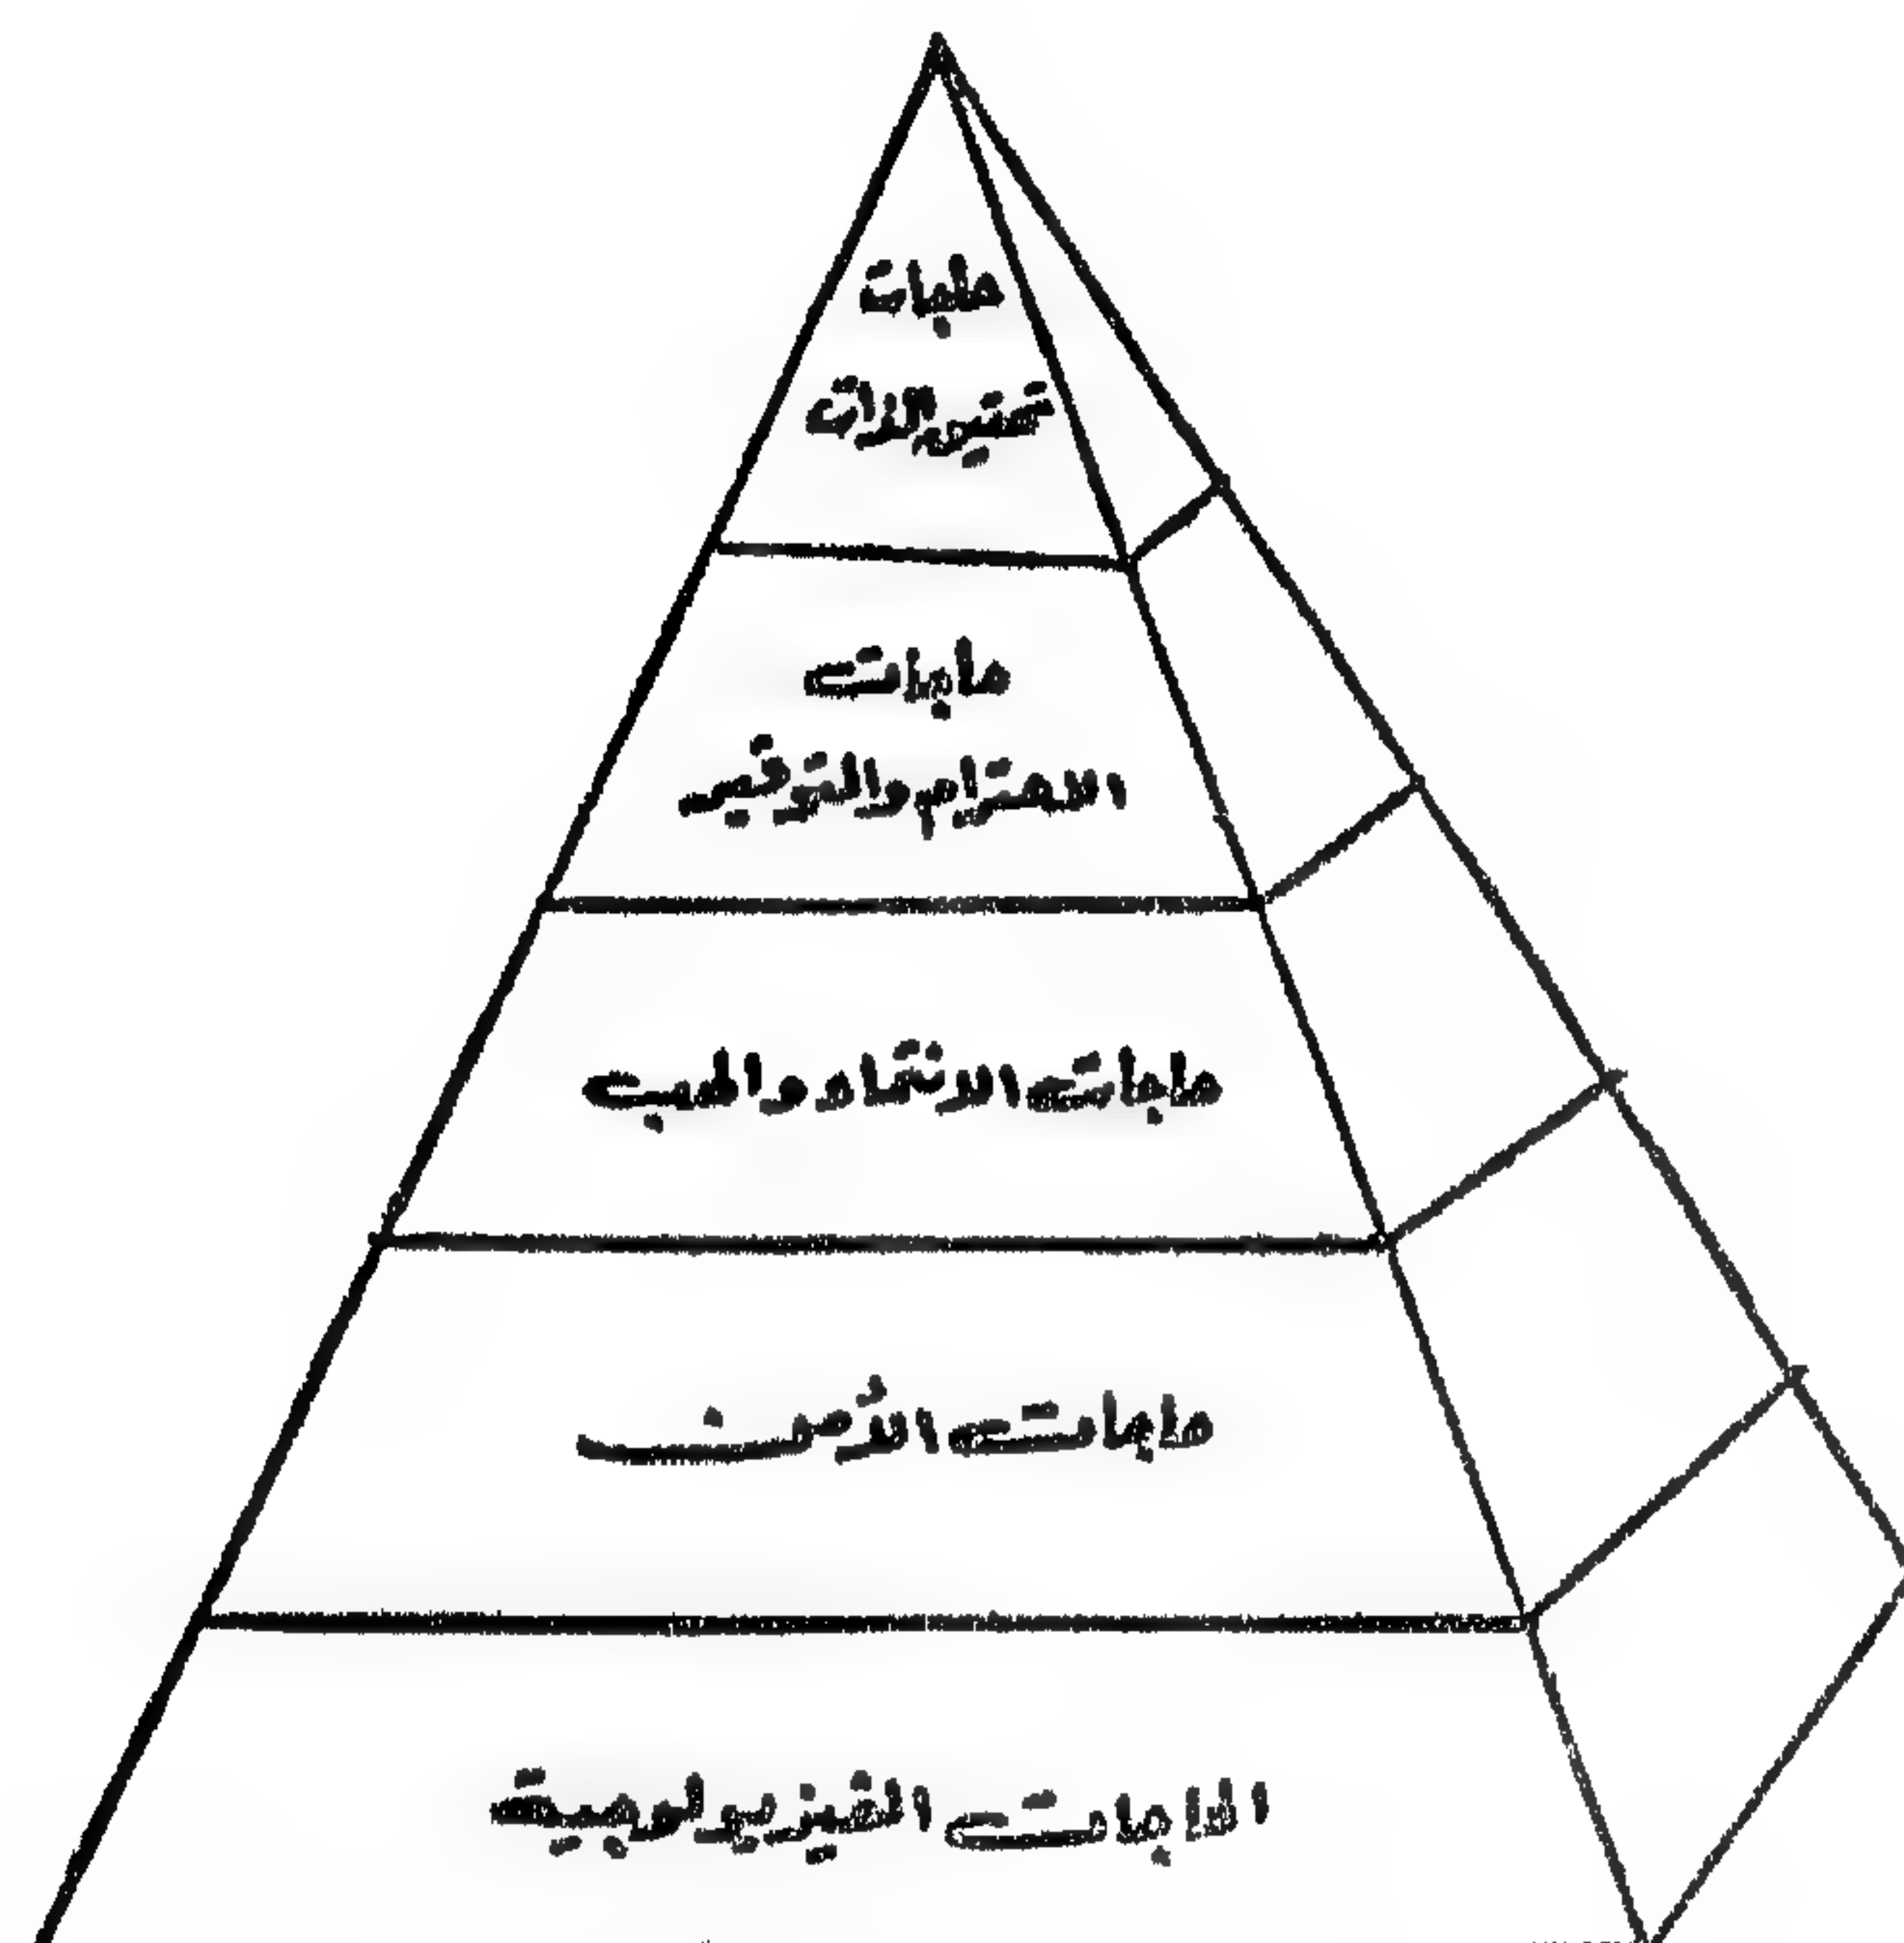 حاجات
تحقيق الذات
حاجات
الاحترام والتوقير
حاجات الانتماء والحب
حاجات الأمن
الحاجات الفيزيولوجية